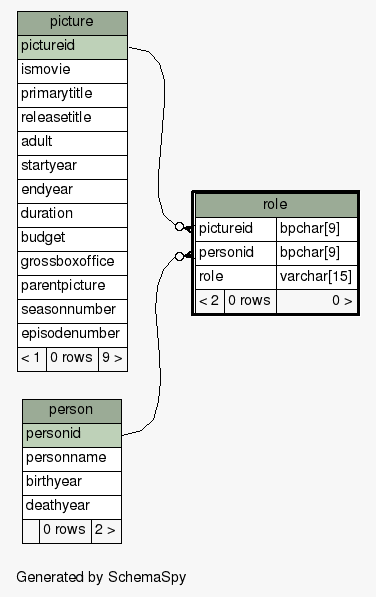 picture
pictureid
ismovie
primarytitle
releasetitle
adult
startyear
endyear
duration
budget
grossboxoffice
parentpicture
seasonnumber
episodenumber
< 1 0 rows 9 >
role
pictureid bpchar[9]
personid bpchar[9]
role varchar[15]
< 2 0 rows 0 >
person
personid
personname
birthyear
deathyear
0 rows 2 >
Generated by SchemaSpy